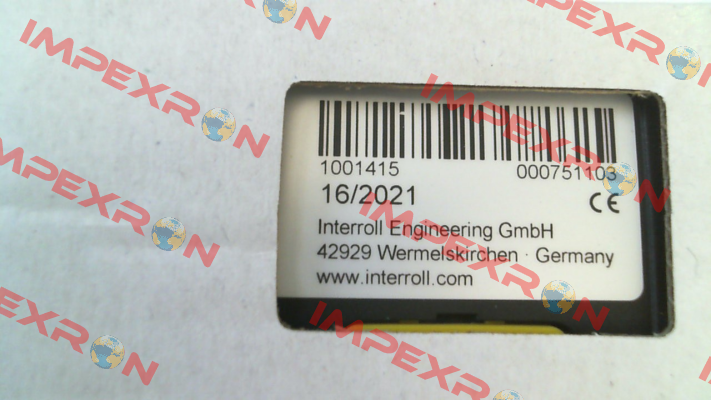 1001415 000751103
16/2021 CE
Interroll Engineering GmbH
42929 Wermelskirchen · Germany
www.interroll.com
IMPEXRON
IMPEXRON
IMPEXRON
IMPEXRON
IMPEXRON
IMPEXRON
IMPEXRON
IMPEXRON